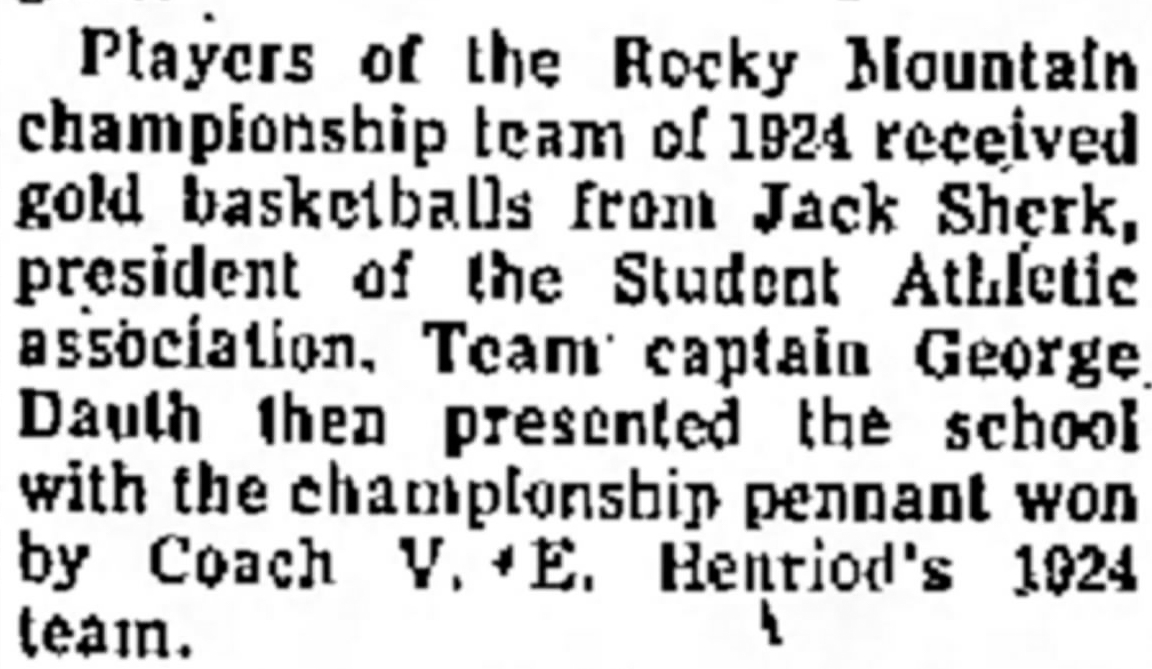 Players of the Rocky Mountain
championship team of 1924 received
gold basketballs from Jack Sherk,
president of the Student Athletic
association. Team captain George
Dauth then presented the school
with the championship pennant won
by Coach V. E. Henriod's 1924
team.